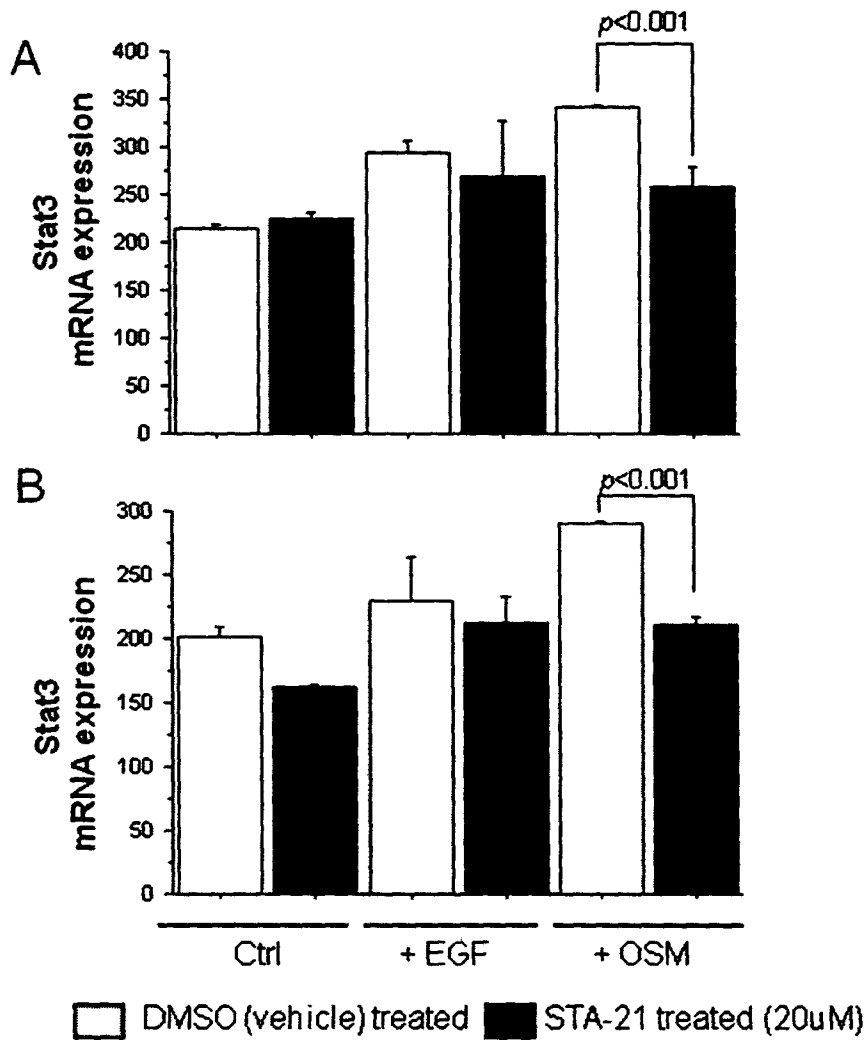 A
p<0.001
400
350
300
250
200
150
100
50
0
Stat3
mRNA expression
B
p<0.001
300
250
200
150
100
50
0
Stat3
mRNA expression
Ctrl
+ EGF
+ OSM
DMSO (vehicle) treated
STA-21 treated (20uM)